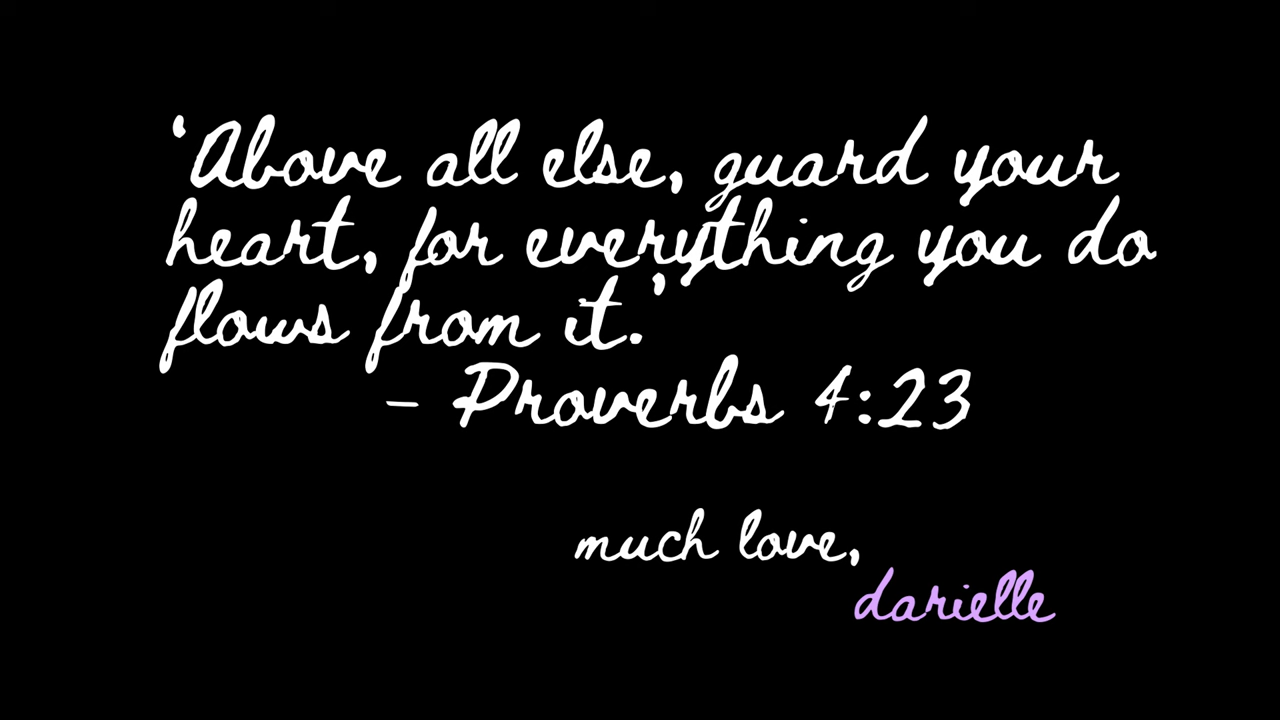 ‘Above all else, guard your
heart, for everything you do
flows from it.’
- Proverbs 4:23
much love,
darielle